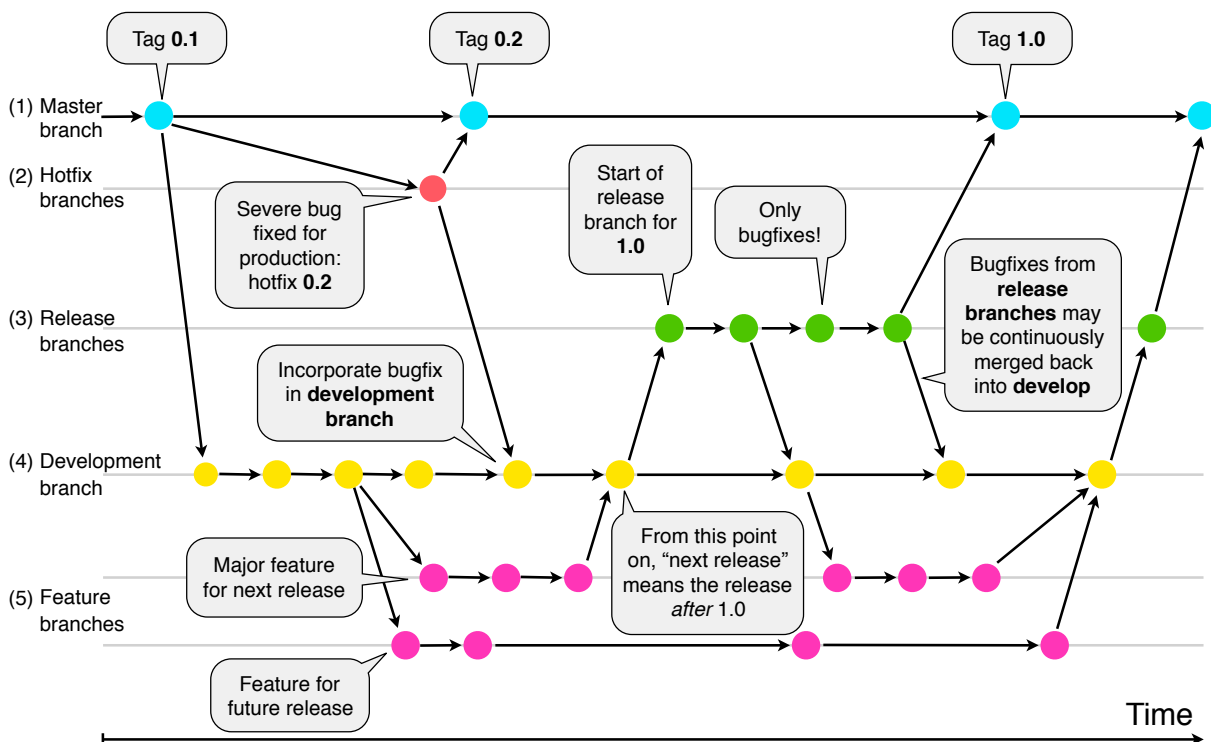 Tag 0.1
Tag 0.2
Tag 1.0
(1) Master
branch
(2) Hotfix
branches
Severe bug
fixed for
production:
hotfix 0.2
Start of
release
branch for
1.0
Only
bugfixes!
Bugfixes from
release
branches may
be continuously
merged back
into develop
(3) Release
branches
Incorporate bugfix
in development
branch
(4) Development
branch
Major feature
for next release
From this point
on, “next release”
means the release
after 1.0
(5) Feature
branches
Feature for
future release
Time